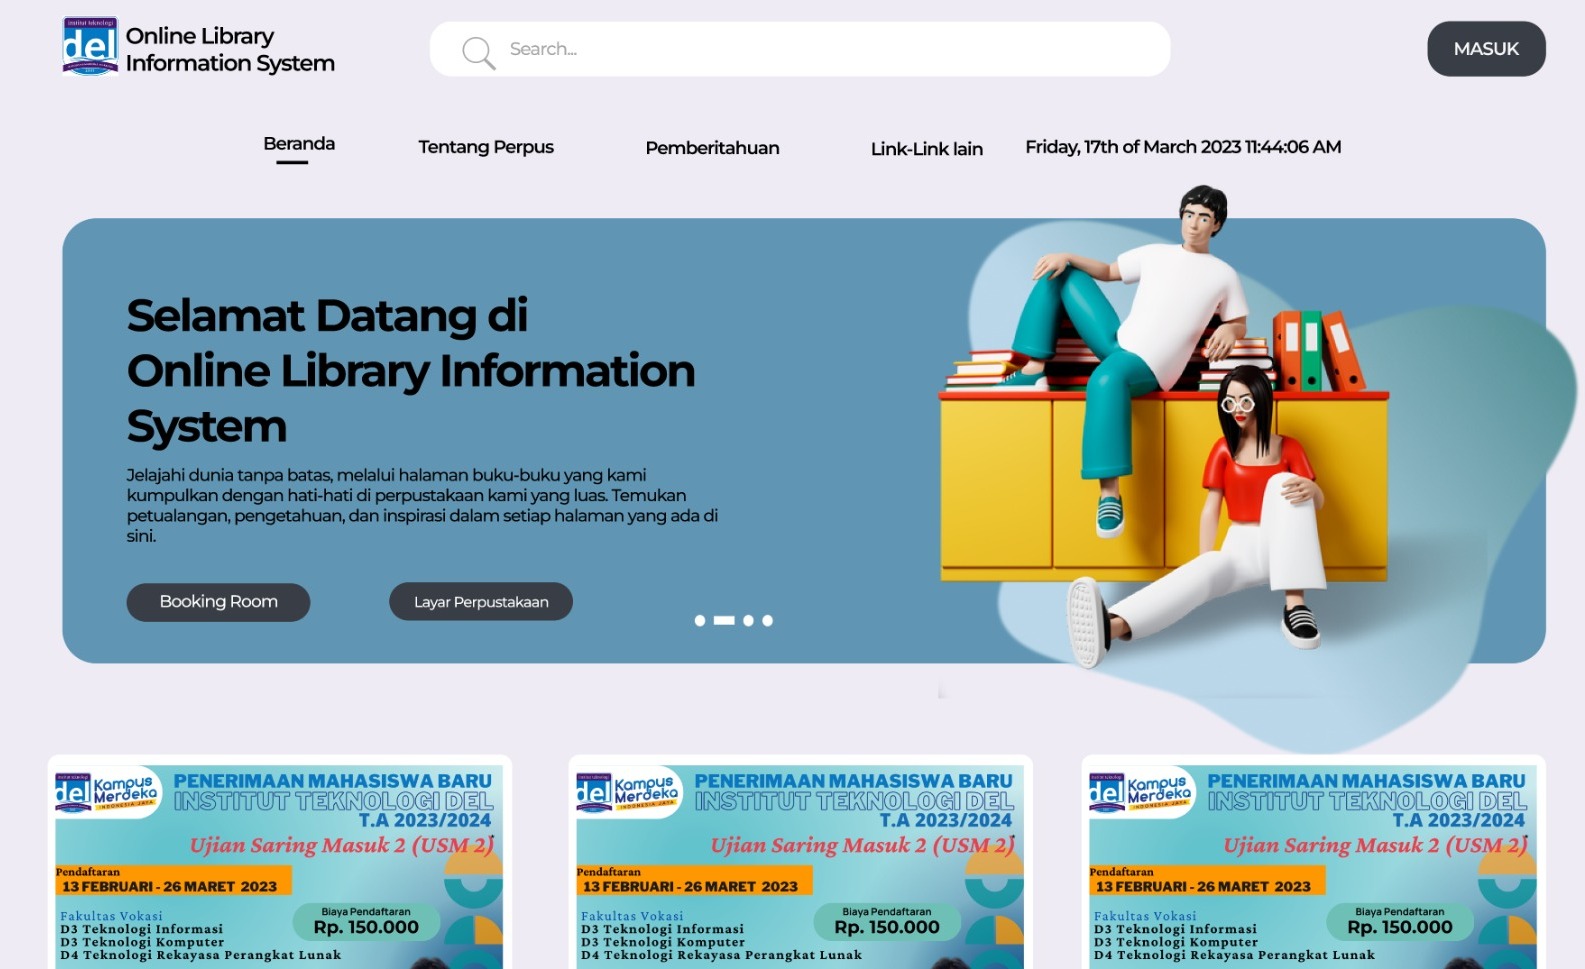 institut teknologi
del
Online Library
Information System
Search...
MASUK
Beranda
Tentang Perpus
Pemberitahuan
Link-Link lain
Friday, 17th of March 2023 11:44:06 AM
Selamat Datang di
Online Library Information
System
Jelajahi dunia tanpa batas, melalui halaman buku-buku yang kami
kumpulkan dengan hati-hati di perpustakaan kami yang luas. Temukan
petualangan, pengetahuan, dan inspirasi dalam setiap halaman yang ada di
sini.
Booking Room
Layar Perpustakaan
del
Kampus
Merdeka
INDONESIA JAYA
PENERIMAAN MAHASISWA BARU
INSTITUT TEKNOLOGI DEL
T.A 2023/2024
Ujian Saring Masuk 2 (USM 2)
Pendaftaran
13 FEBRUARI - 26 MARET 2023
Biaya Pendaftaran
Rp. 150.000
Fakultas Vokasi
D3 Teknologi Informasi
D3 Teknologi Komputer
D4 Teknologi Rekayasa Perangkat Lunak
del
Kampus
Merdeka
INDONESIA JAYA
PENERIMAAN MAHASISWA BARU
INSTITUT TEKNOLOGI DEL
T.A 2023/2024
Ujian Saring Masuk 2 (USM 2)
Pendaftaran
13 FEBRUARI - 26 MARET 2023
Biaya Pendaftaran
Rp. 150.000
Fakultas Vokasi
D3 Teknologi Informasi
D3 Teknologi Komputer
D4 Teknologi Rekayasa Perangkat Lunak
del
Kampus
Merdeka
INDONESIA JAYA
PENERIMAAN MAHASISWA BARU
INSTITUT TEKNOLOGI DEL
T.A 2023/2024
Ujian Saring Masuk 2 (USM 2)
Pendaftaran
13 FEBRUARI - 26 MARET 2023
Biaya Pendaftaran
Rp. 150.000
Fakultas Vokasi
D3 Teknologi Informasi
D3 Teknologi Komputer
D4 Teknologi Rekayasa Perangkat Lunak